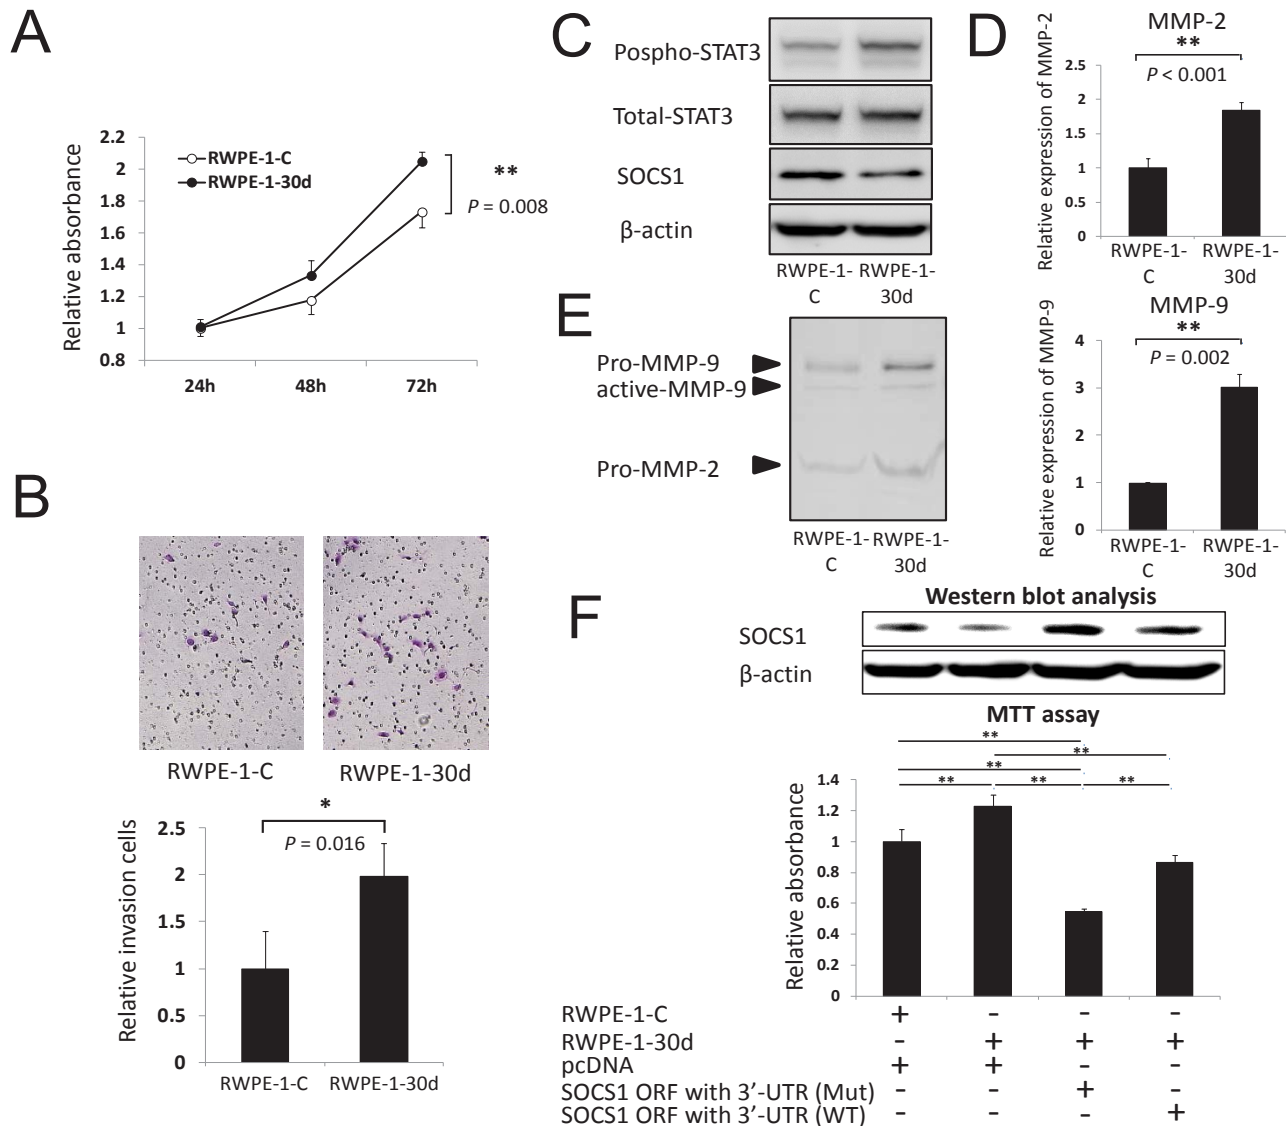 A
Relative absorbance
2.2
2
1.8
1.6
1.4
1.2
1
0.8
RWPE-1-C
RWPE-1-30d
**
P = 0.008
24h
48h
72h
B
RWPE-1-C
RWPE-1-30d
Relative invasion cells
2.5
2
1.5
1
0.5
0
*
P = 0.016
RWPE-1-C
RWPE-1-30d
C
Pospho-STAT3
Total-STAT3
SOCS1
β-actin
RWPE-1-
C
RWPE-1-
30d
D
MMP-2
**
P < 0.001
Relative expression of MMP-2
2.5
2
1.5
1
0.5
0
RWPE-1-
C
RWPE-1-
30d
MMP-9
**
P = 0.002
Relative expression of MMP-9
4
3
2
1
0
RWPE-1-
C
RWPE-1-
30d
E
Pro-MMP-9
active-MMP-9
Pro-MMP-2
RWPE-1-
C
RWPE-1-
30d
F
Western blot analysis
SOCS1
β-actin
MTT assay
**
**
**
** ** **
Relative absorbance
1.4
1.2
1
0.8
0.6
0.4
0.2
0
RWPE-1-C + - - -
RWPE-1-30d - + + +
pcDNA + + - -
SOCS1 ORF with 3’-UTR (Mut) - - + -
SOCS1 ORF with 3’-UTR (WT) - - - +